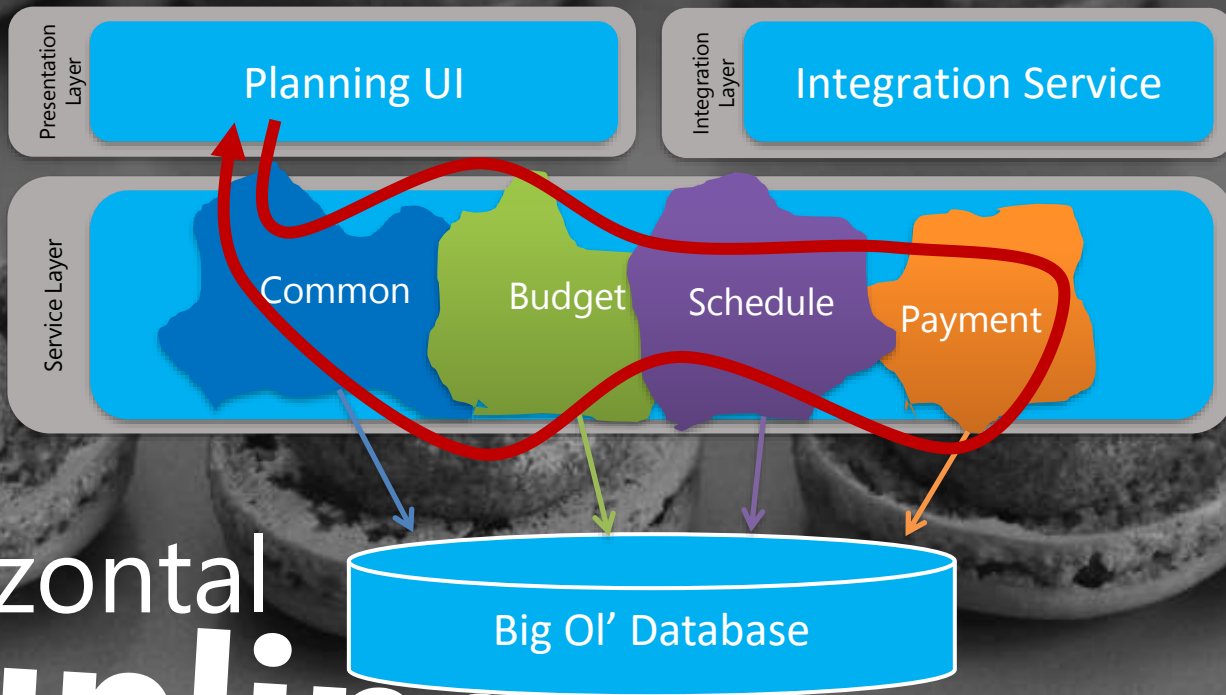 Presentation
Layer
Planning UI
Integration
Layer
Integration Service
Service Layer
Common
Budget
Schedule
Payment
Big Ol’ Database
zontal